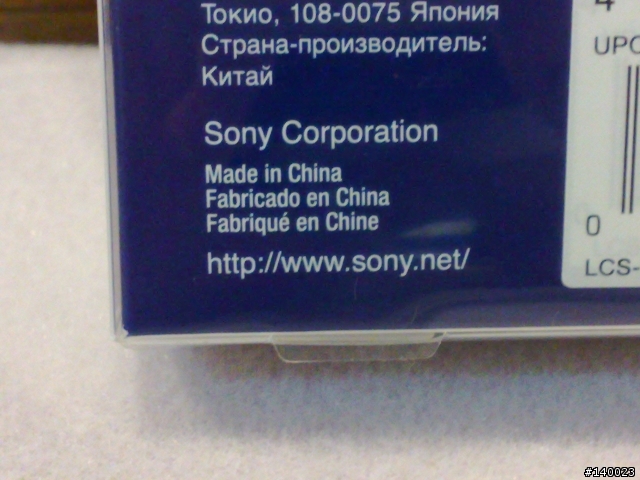 Токио, 108-0075 Япония
Страна-производитель:
Китай
Sony Corporation
Made in China
Fabricado en China
Fabriqué en Chine
http://www.sony.net/
4
UPC
0
LCS-
#140023